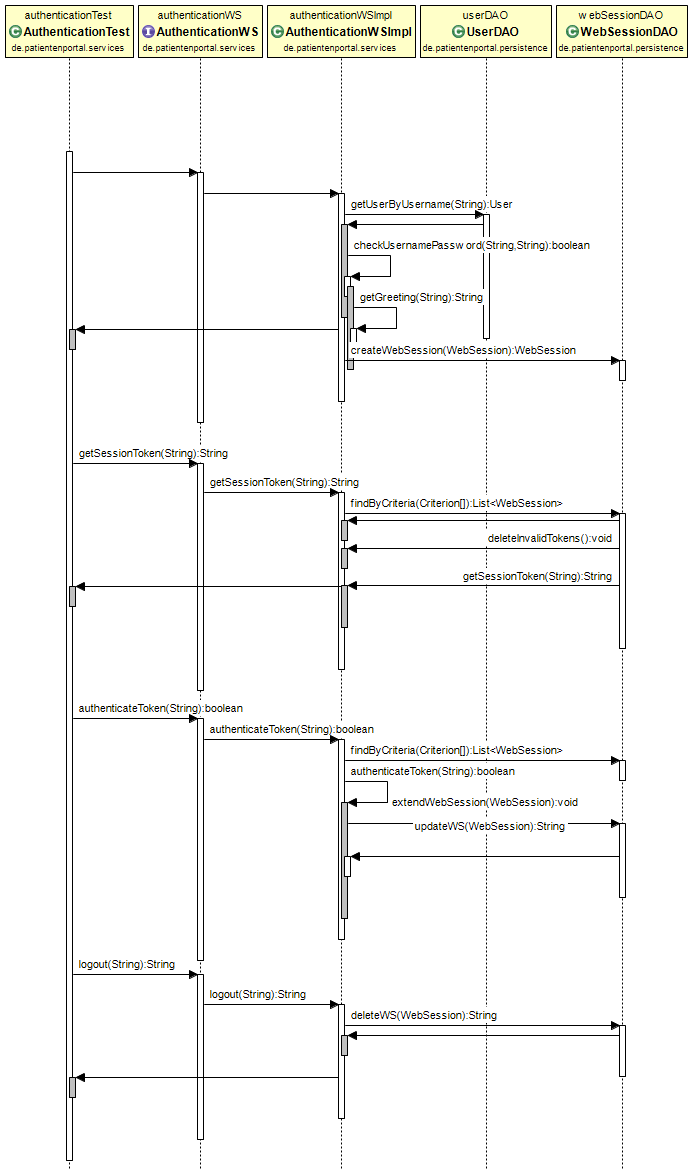 authenticationTest
C AuthenticationTest
de.patientenportal.services
authenticationWS
I AuthenticationWS
de.patientenportal.services
authenticationWSImpl
C AuthenticationWSImpl
de.patientenportal.services
userDAO
C UserDAO
de.patientenportal.persistence
webSessionDAO
C WebSessionDAO
de.patientenportal.persistence
getUserByUsername(String):User
checkUsernamePassword(String,String):boolean
getGreeting(String):String
createWebSession(WebSession):WebSession
getSessionToken(String):String
getSessionToken(String):String
findByCriteria(Criterion[]):List<WebSession>
deleteInvalidTokens():void
getSessionToken(String):String
authenticateToken(String):boolean
authenticateToken(String):boolean
findByCriteria(Criterion[]):List<WebSession>
authenticateToken(String):boolean
extendWebSession(WebSession):void
updateWS(WebSession):String
logout(String):String
logout(String):String
deleteWS(WebSession):String